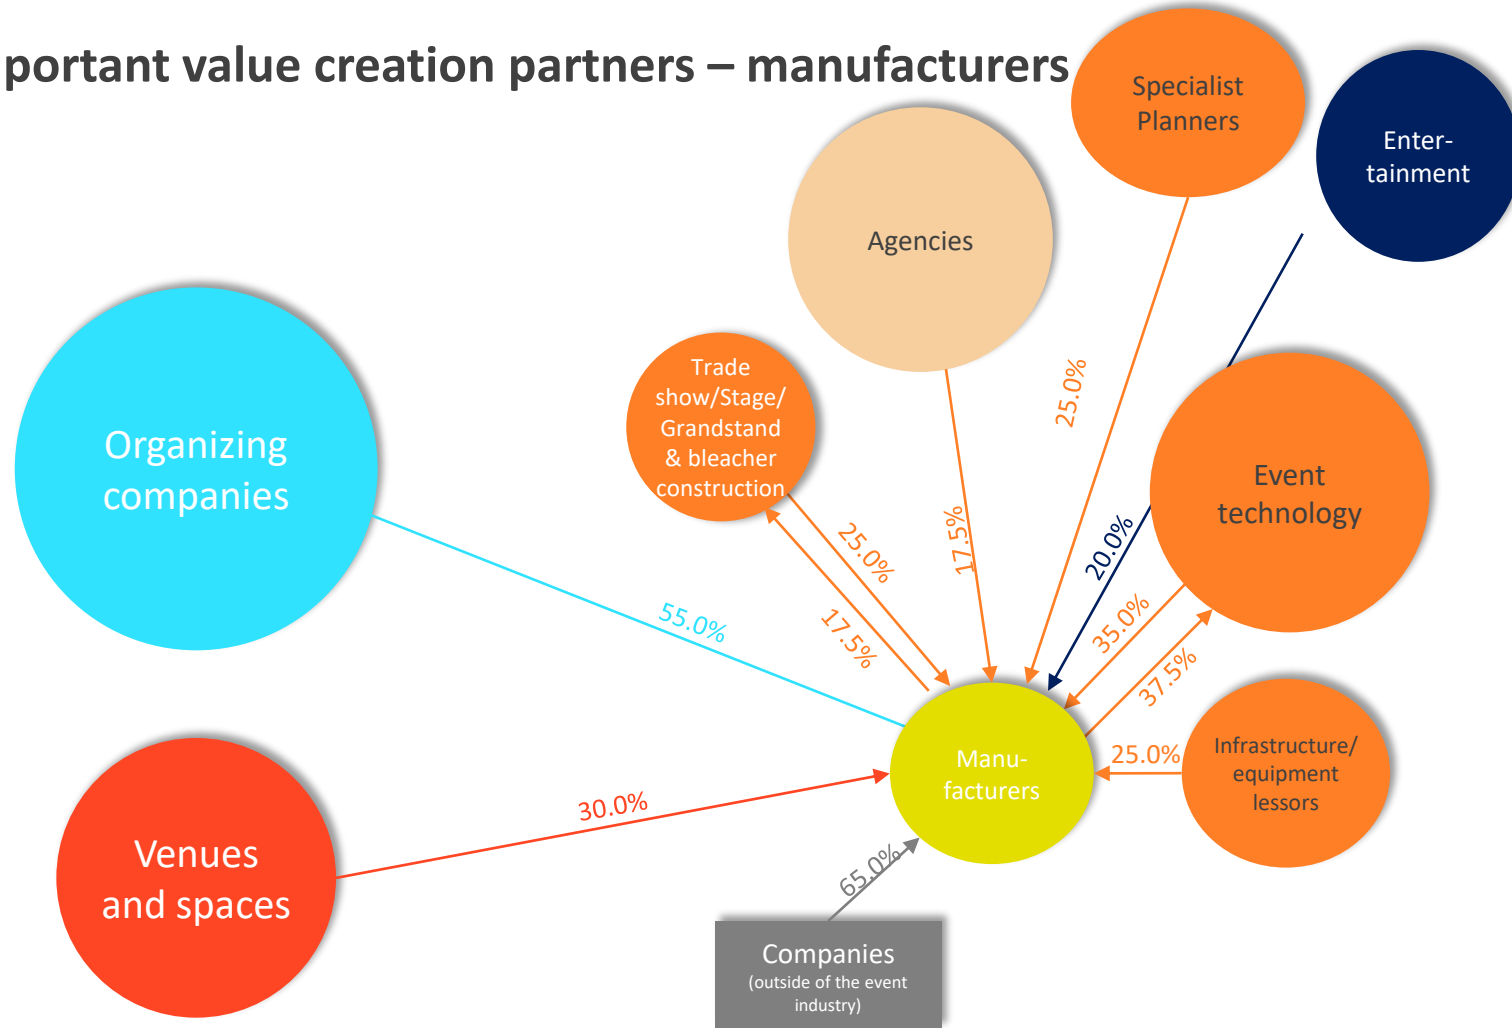 portant value creation partners – manufacturers
Specialist
Planners
Enter-
tainment
Agencies
Trade
show/Stage/
Grandstand
& bleacher
construction
Organizing
companies
Event
technology
25.0%
17.5%
20.0%
25.0%
17.5%
55.0%
35.0%
37.5%
Infrastructure/
equipment
lessors
25.0%
Manu-
facturers
30.0%
Venues
and spaces
65.0%
Companies
(outside of the event
industry)